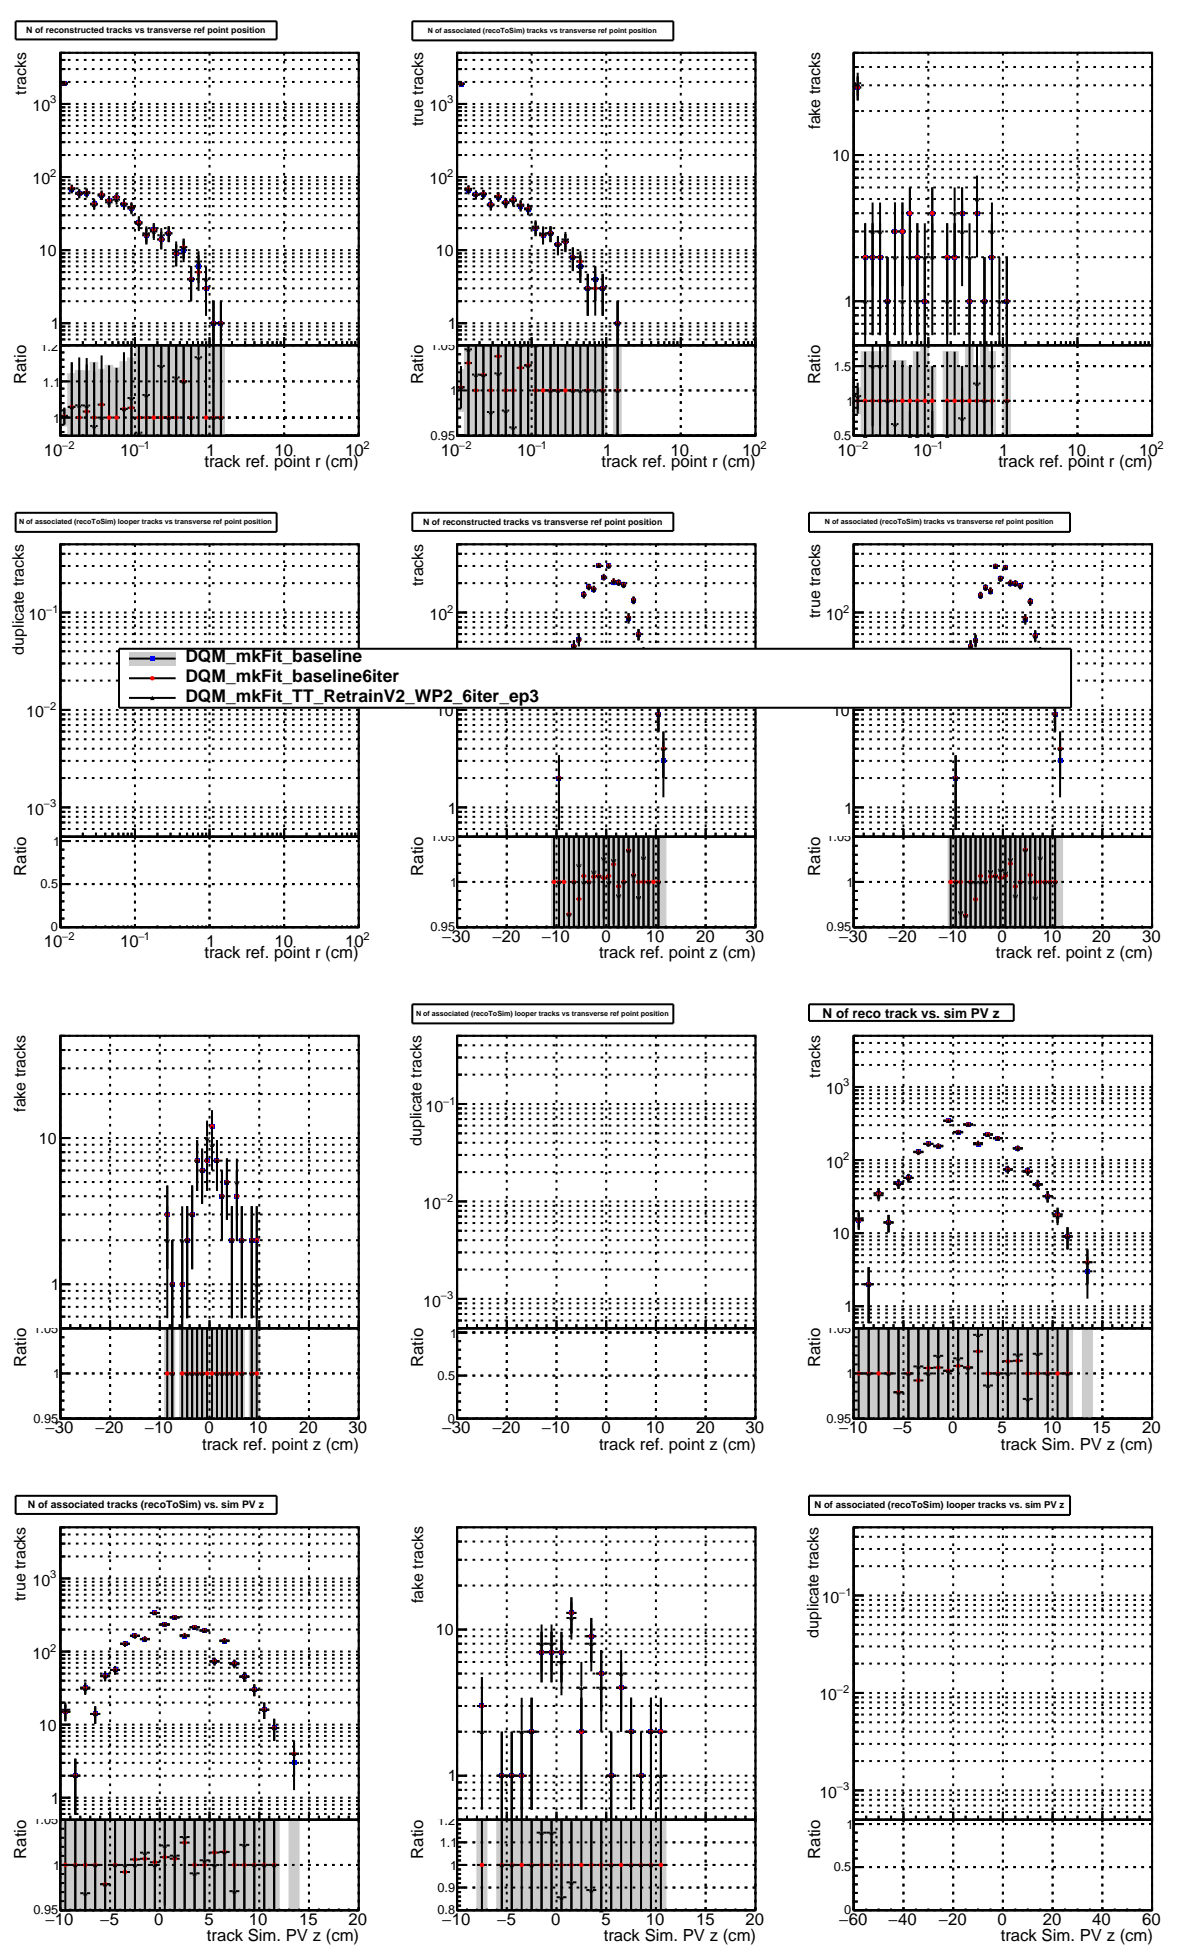 N of reconstructed tracks vs transverse ref point position
tracks
10³
10²
10
1
Ratio
1.2
1.1
1
10⁻² 10⁻¹ 1 10 10²
track ref. point r (cm)
N of associated (recoToSim) tracks vs transverse ref point position
true tracks
10³
10²
10
1
Ratio
1.05
1
0.95
10⁻² 10⁻¹ 1 10 10²
track ref. point r (cm)
fake tracks
10
1
Ratio
1.5
1
0.5
10⁻² 10⁻¹ 1 10 10²
track ref. point r (cm)
N of associated (recoToSim) looper tracks vs transverse ref point position
duplicate tracks
10⁻¹
10⁻²
10⁻³
Ratio
1
0.5
0
10⁻² 10⁻¹ 1 10 10²
track ref. point r (cm)
N of reconstructed tracks vs transverse ref point position
tracks
10²
10
1
Ratio
1.05
1
0.95
−30 −20 −10 0 10 20 30
track ref. point z (cm)
N of associated (recoToSim) tracks vs transverse ref point position
true tracks
10²
10
1
Ratio
1.05
1
0.95
−30 −20 −10 0 10 20 30
track ref. point z (cm)
DQM_mkFit_baseline
DQM_mkFit_baseline6iter
DQM_mkFit_TT_RetrainV2_WP2_6iter_ep3
fake tracks
10
1
Ratio
1.05
1
0.95
−30 −20 −10 0 10 20 30
track ref. point z (cm)
N of associated (recoToSim) looper tracks vs transverse ref point position
duplicate tracks
10⁻¹
10⁻²
10⁻³
Ratio
1
0.5
0
−30 −20 −10 0 10 20 30
track ref. point z (cm)
N of reco track vs. sim PV z
tracks
10³
10²
10
1
Ratio
1.05
1
0.95
−10 −5 0 5 10 15 20
track Sim. PV z (cm)
N of associated tracks (recoToSim) vs. sim PV z
true tracks
10³
10²
10
1
Ratio
1.05
1
0.95
−10 −5 0 5 10 15 20
track Sim. PV z (cm)
fake tracks
10
1
Ratio
1.2
1.1
1
0.9
0.8
−10 −5 0 5 10 15 20
track Sim. PV z (cm)
N of associated (recoToSim) looper tracks vs. sim PV z
duplicate tracks
10⁻¹
10⁻²
10⁻³
Ratio
1
0.5
0
−60 −40 −20 0 20 40 60
track Sim. PV z (cm)